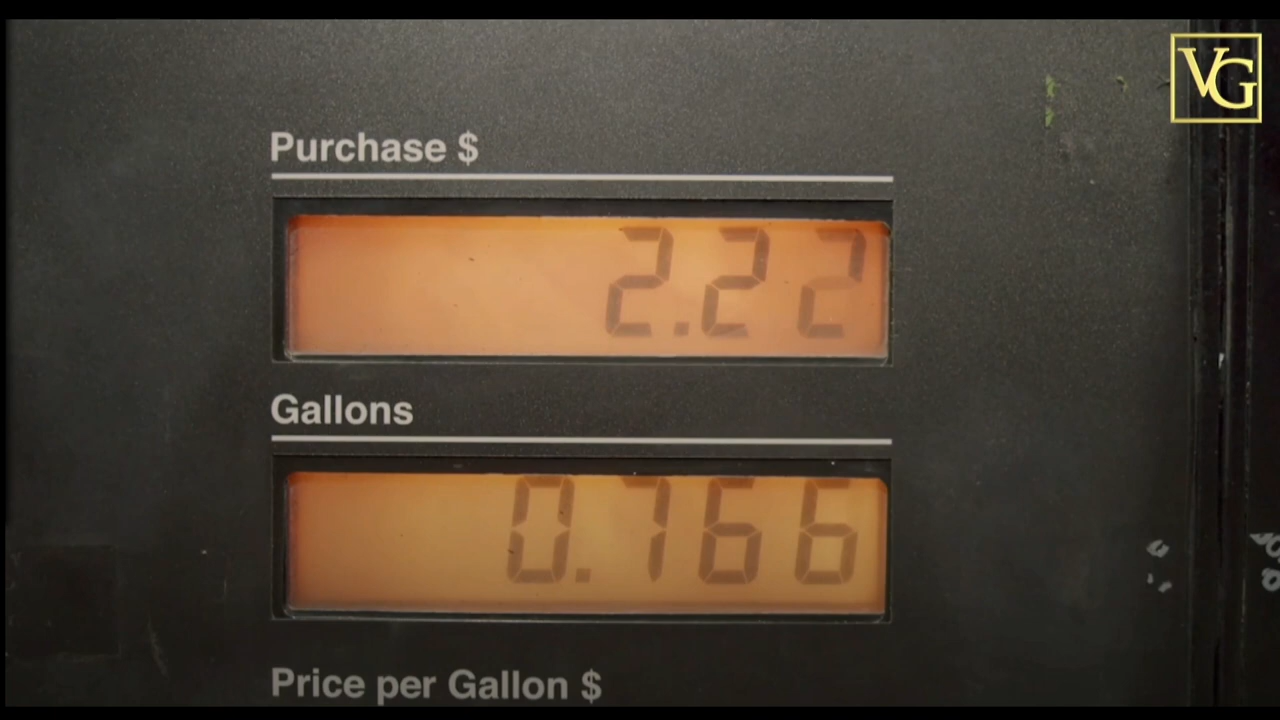 VG
Purchase $
2.22
Gallons
0.766
Price per Gallon $